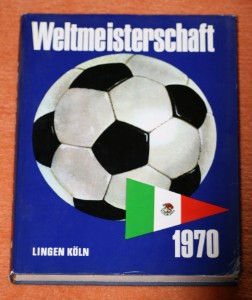 Weltmeisterschaft
LINGEN KÖLN
1970